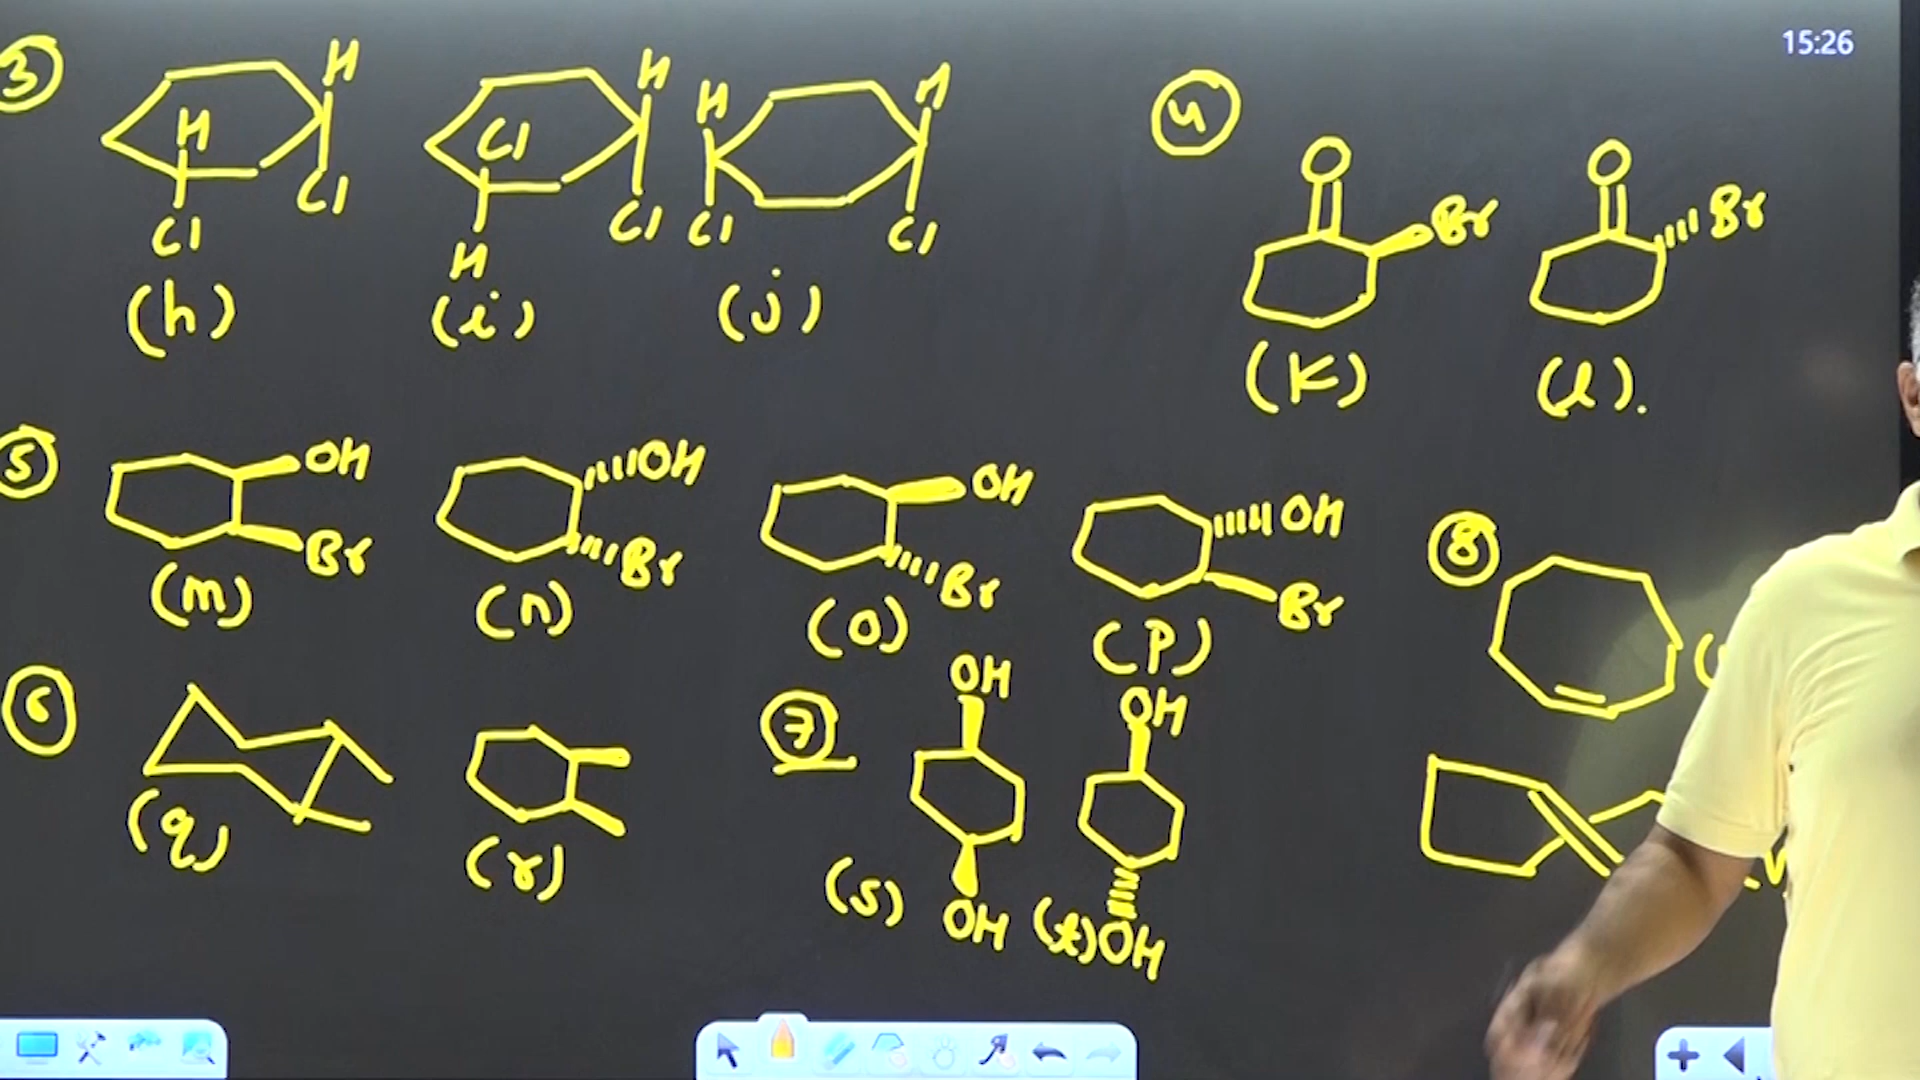 15:26
3
H
H
Cl
Cl
(h)
H
Cl
Cl
H
(i)
H
H
Cl
Cl
(j)
4
O
Br
(K)
O
Br
(l).
5
OH
Br
(m)
OH
Br
(n)
OH
Br
(o)
OH
Br
(p)
6
(q)
(r)
7
OH
OH
(s)
OH
OH
(t)
8